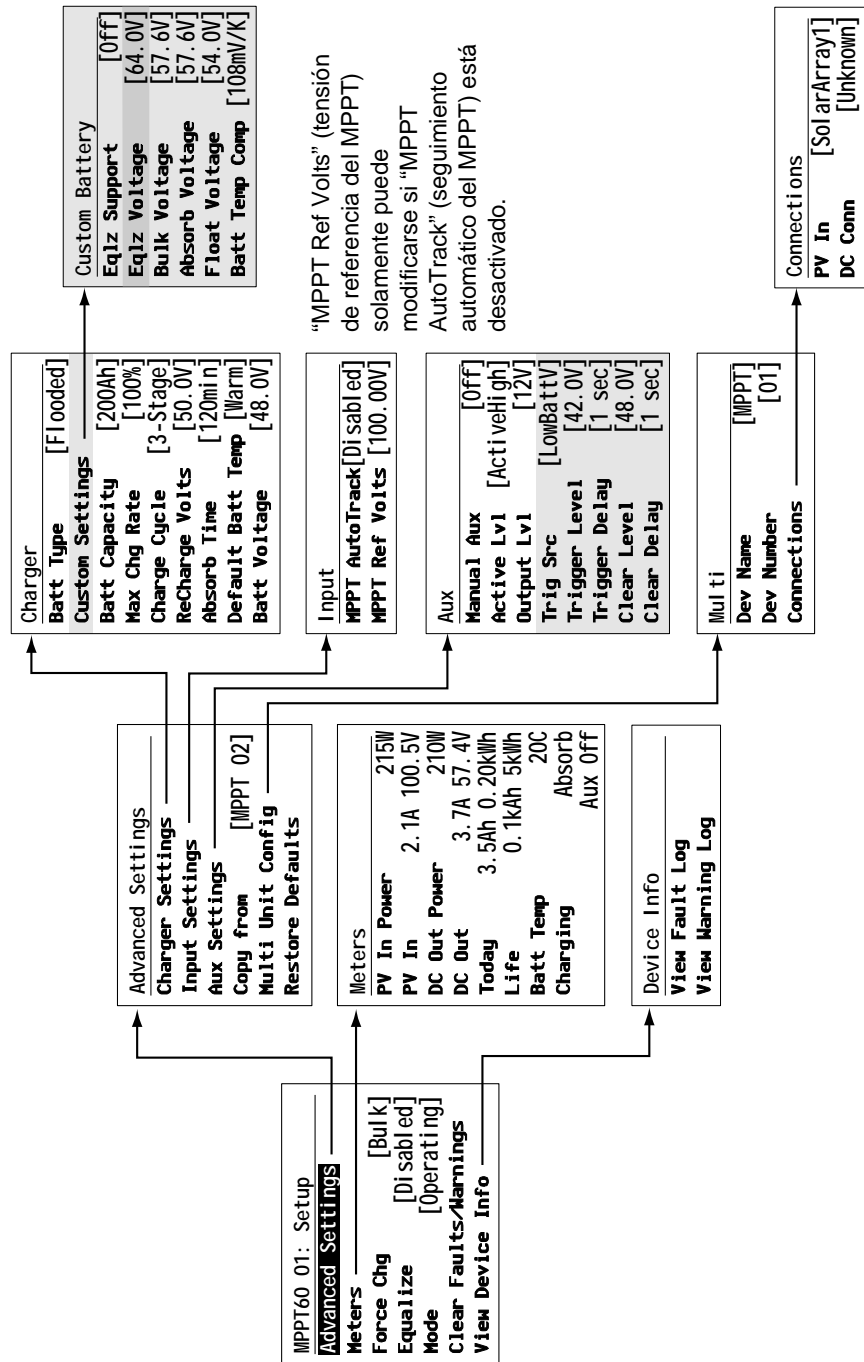 MPPT60 01: Setup
Advanced Settings
Meters
Force Chg [Bulk]
Equalize [Disabled]
Mode [Operating]
Clear Faults/Warnings
View Device Info
Advanced Settings
Charger Settings
Input Settings
Aux Settings
Copy from [MPPT 02]
Multi Unit Config
Restore Defaults
Meters
PV In Power 215W
PV In 2.1A 100.5V
DC Out Power 210W
DC Out 3.7A 57.4V
Today 3.5Ah 0.20kWh
Life 0.1kAh 5kWh
Batt Temp 20C
Charging Absorb
Aux Off
Device Info
View Fault Log
View Warning Log
Charger
Batt Type [Flooded]
Custom Settings
Batt Capacity [200Ah]
Max Chg Rate [100%]
Charge Cycle [3-Stage]
ReCharge Volts [50.0V]
Absorb Time [120min]
Default Batt Temp [Warm]
Batt Voltage [48.0V]
Input
MPPT AutoTrack[Disabled]
MPPT Ref Volts [100.00V]
Aux
Manual Aux [Off]
Active Lvl [ActiveHigh]
Output Lvl [12V]
Trig Src [LowBattV]
Trigger Level [42.0V]
Trigger Delay [1 sec]
Clear Level [48.0V]
Clear Delay [1 sec]
Multi
Dev Name [MPPT]
Dev Number [01]
Connections
Custom Battery
Eqlz Support [Off]
Eqlz Voltage [64.0V]
Bulk Voltage [57.6V]
Absorb Voltage [57.6V]
Float Voltage [54.0V]
Batt Temp Comp [108mV/K]
“MPPT Ref Volts” (tensión
de referencia del MPPT)
solamente puede
modificarse si “MPPT
AutoTrack” (seguimiento
automático del MPPT) está
desactivado.
Connections
PV In [SolarArray1]
DC Conn [Unknown]